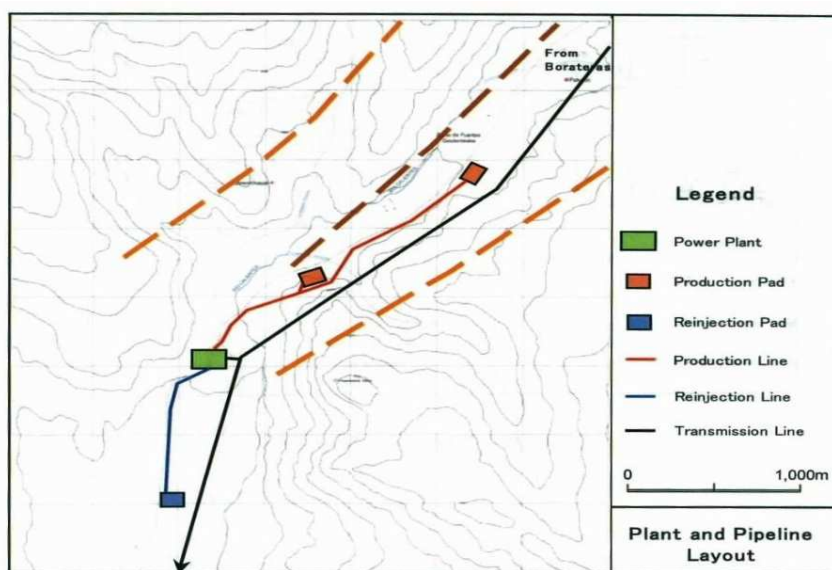 From
Borateras
Legend
Power Plant
Production Pad
Reinjection Pad
Production Line
Reinjection Line
Transmission Line
0 1,000m
Plant and Pipeline
Layout